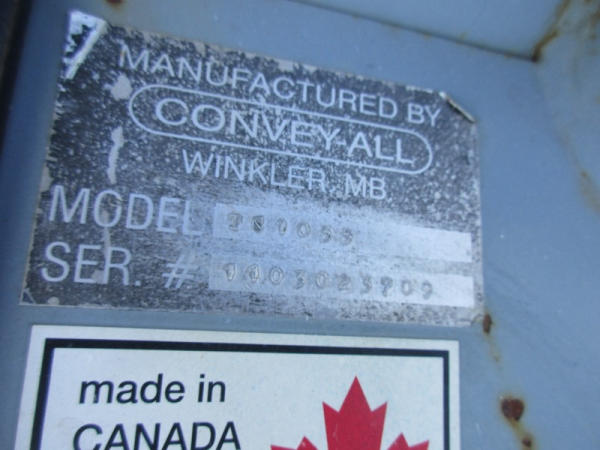 MANUFACTURED BY
CONVEY-ALL
WINKLER, MB
MODEL
SER. #
made in
CANADA